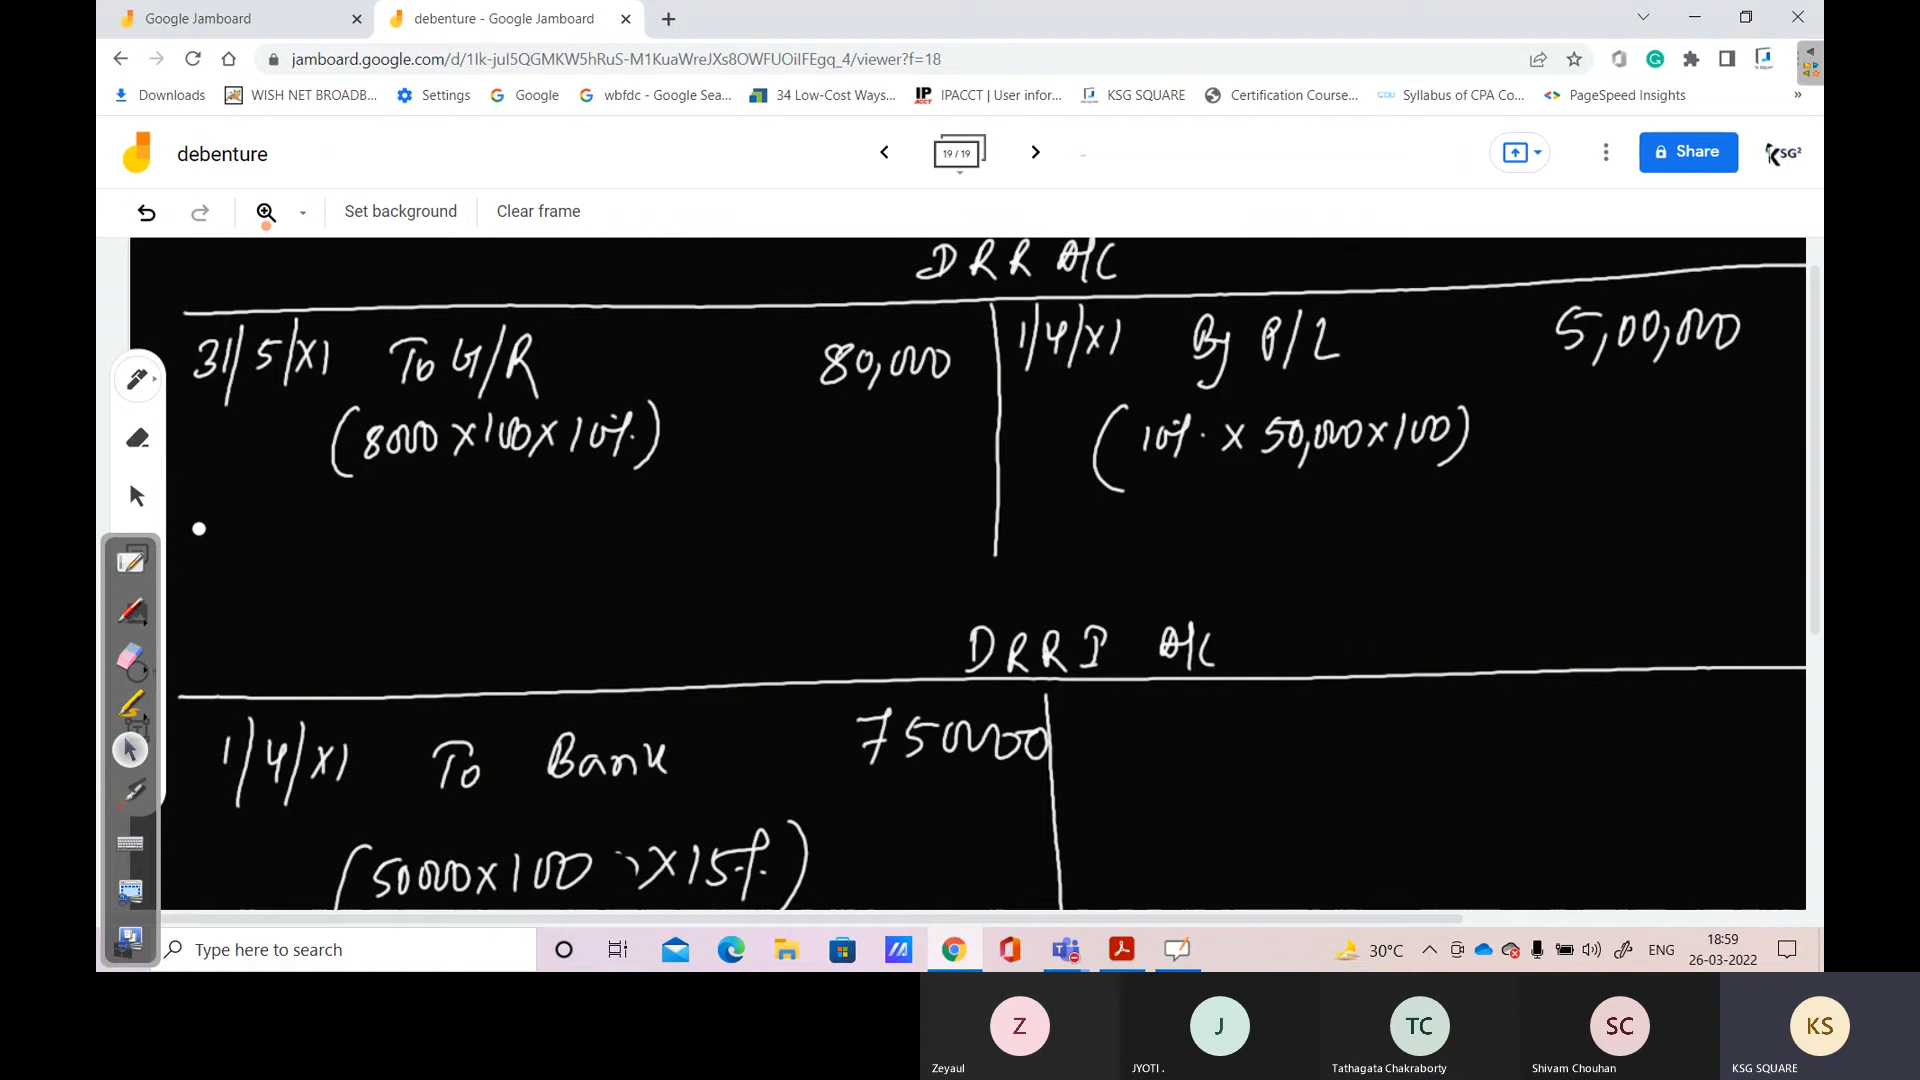 Google Jamboard
debenture - Google Jamboard
jamboard.google.com/d/1Ik-jul5QGMKW5hRuS-M1KuaWreJXs8OWFUOilFEgq_4/viewer?f=18
Downloads WISH NET BROADB... Settings Google wbfdc - Google Sea... 34 Low-Cost Ways... IPACCT | User infor... KSG SQUARE Certification Course... Syllabus of CPA Co... PageSpeed Insights »
debenture
19 / 19
Share
KSG²
Set background Clear frame
DRR A/C
31/5/X1 To G/R 80,000
1/4/X1 By P/L 5,00,000
(8000 x 100 x 10%)
(10% x 50,000 x 100)
DRRI A/C
1/4/X1 To Bank 750000
(50000 x 100 x 15%)
Type here to search
30°C
ENG
18:59
26-03-2022
Z J TC SC KS
Zeyaul JYOTI . Tathagata Chakraborty Shivam Chouhan KSG SQUARE